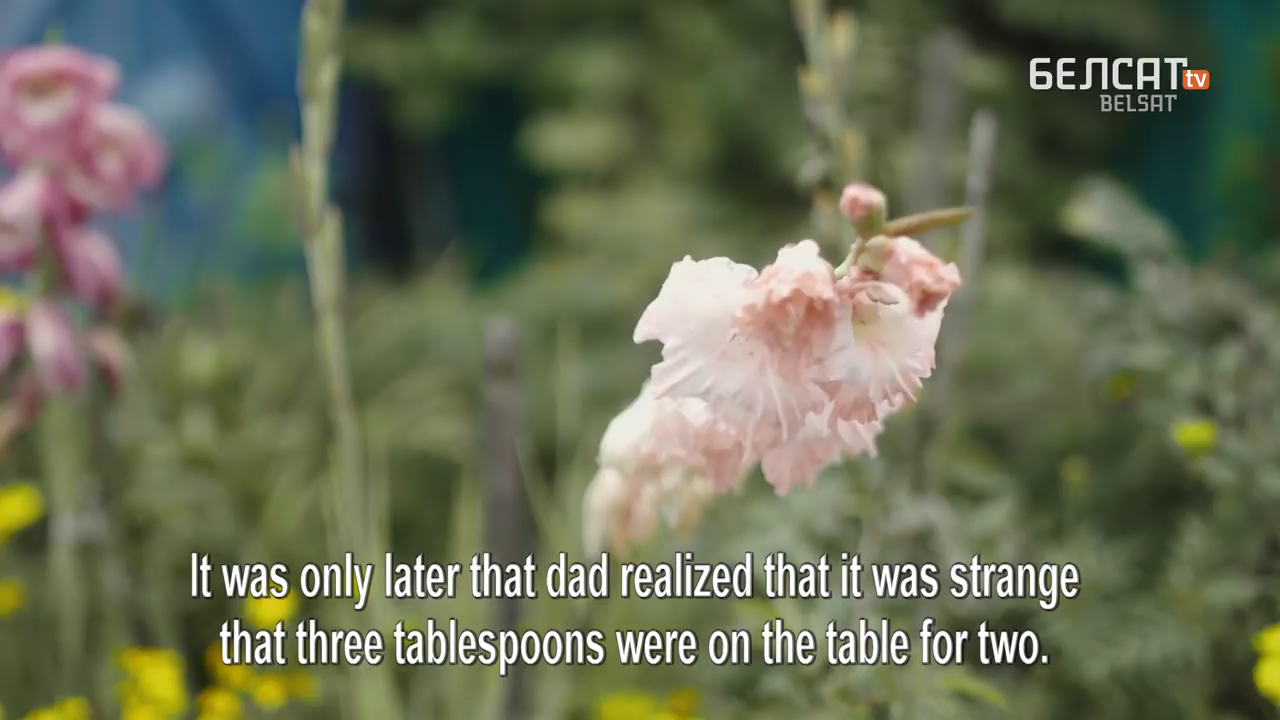 БЕЛСАТ tv
BELSAT
It was only later that dad realized that it was strange
that three tablespoons were on the table for two.